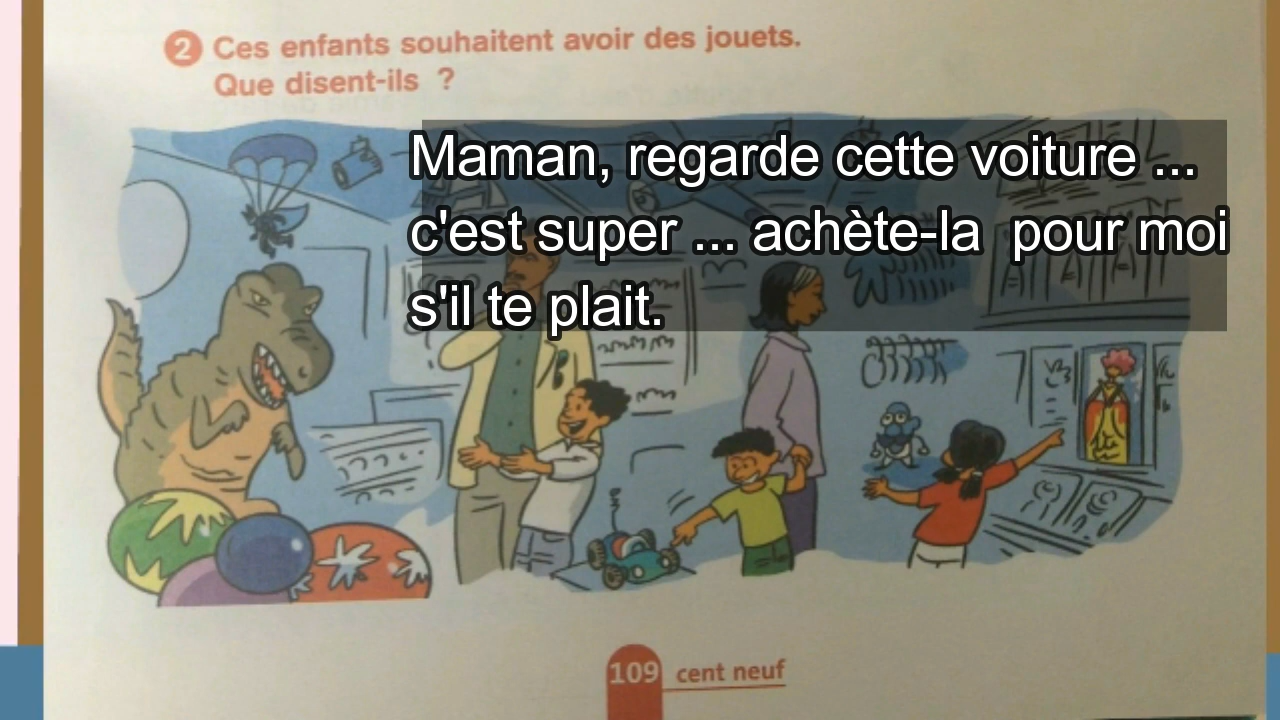 2 Ces enfants souhaitent avoir des jouets.
Que disent-ils ?
Maman, regarde cette voiture ...
c'est super ... achète-la pour moi
s'il te plait.
109 cent neuf